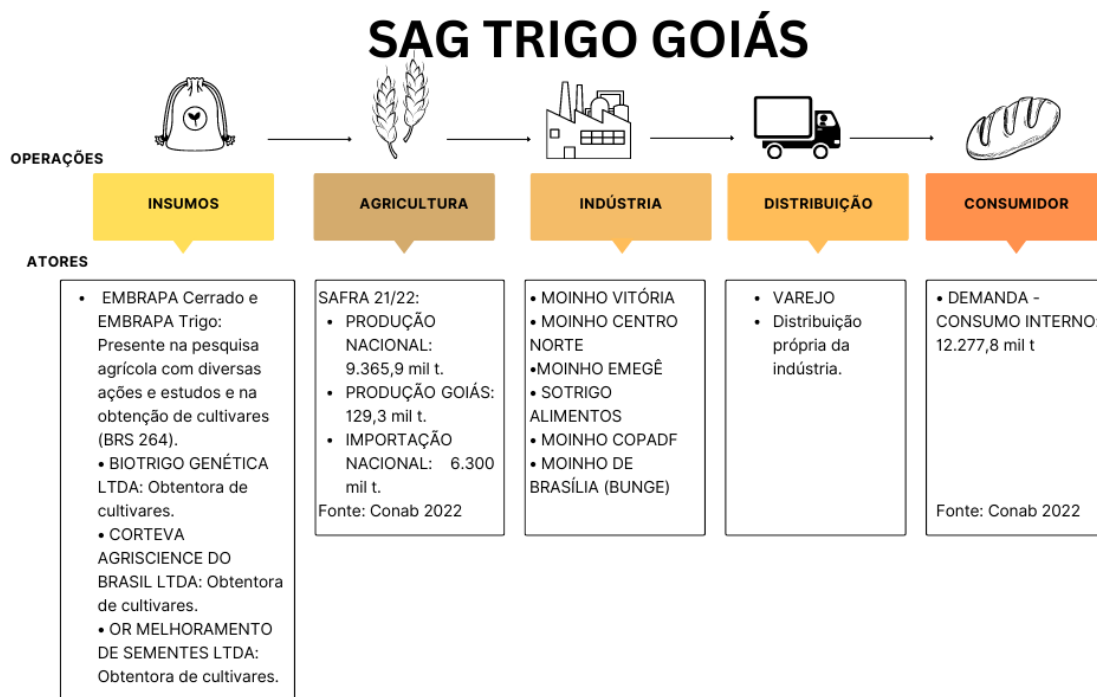 SAG TRIGO GOIÁS
OPERAÇÕES
INSUMOS
AGRICULTURA
INDÚSTRIA
DISTRIBUIÇÃO
CONSUMIDOR
ATORES
• EMBRAPA Cerrado e
EMBRAPA Trigo:
Presente na pesquisa
agrícola com diversas
ações e estudos e na
obtenção de cultivares
(BRS 264).
• BIOTRIGO GENÉTICA
LTDA: Obtentora de
cultivares.
• CORTEVA
AGRISCIENCE DO
BRASIL LTDA: Obtentora
de cultivares.
• OR MELHORAMENTO
DE SEMENTES LTDA:
Obtentora de cultivares.
SAFRA 21/22:
• PRODUÇÃO
NACIONAL:
9.365,9 mil t.
• PRODUÇÃO GOIÁS:
129,3 mil t.
• IMPORTAÇÃO
NACIONAL: 6.300
mil t.
Fonte: Conab 2022
• MOINHO VITÓRIA
• MOINHO CENTRO
NORTE
•MOINHO EMEGÊ
• SOTRIGO
ALIMENTOS
• MOINHO COPADF
• MOINHO DE
BRASÍLIA (BUNGE)
• VAREJO
• Distribuição
própria da
indústria.
• DEMANDA -
CONSUMO INTERNO:
12.277,8 mil t
Fonte: Conab 2022